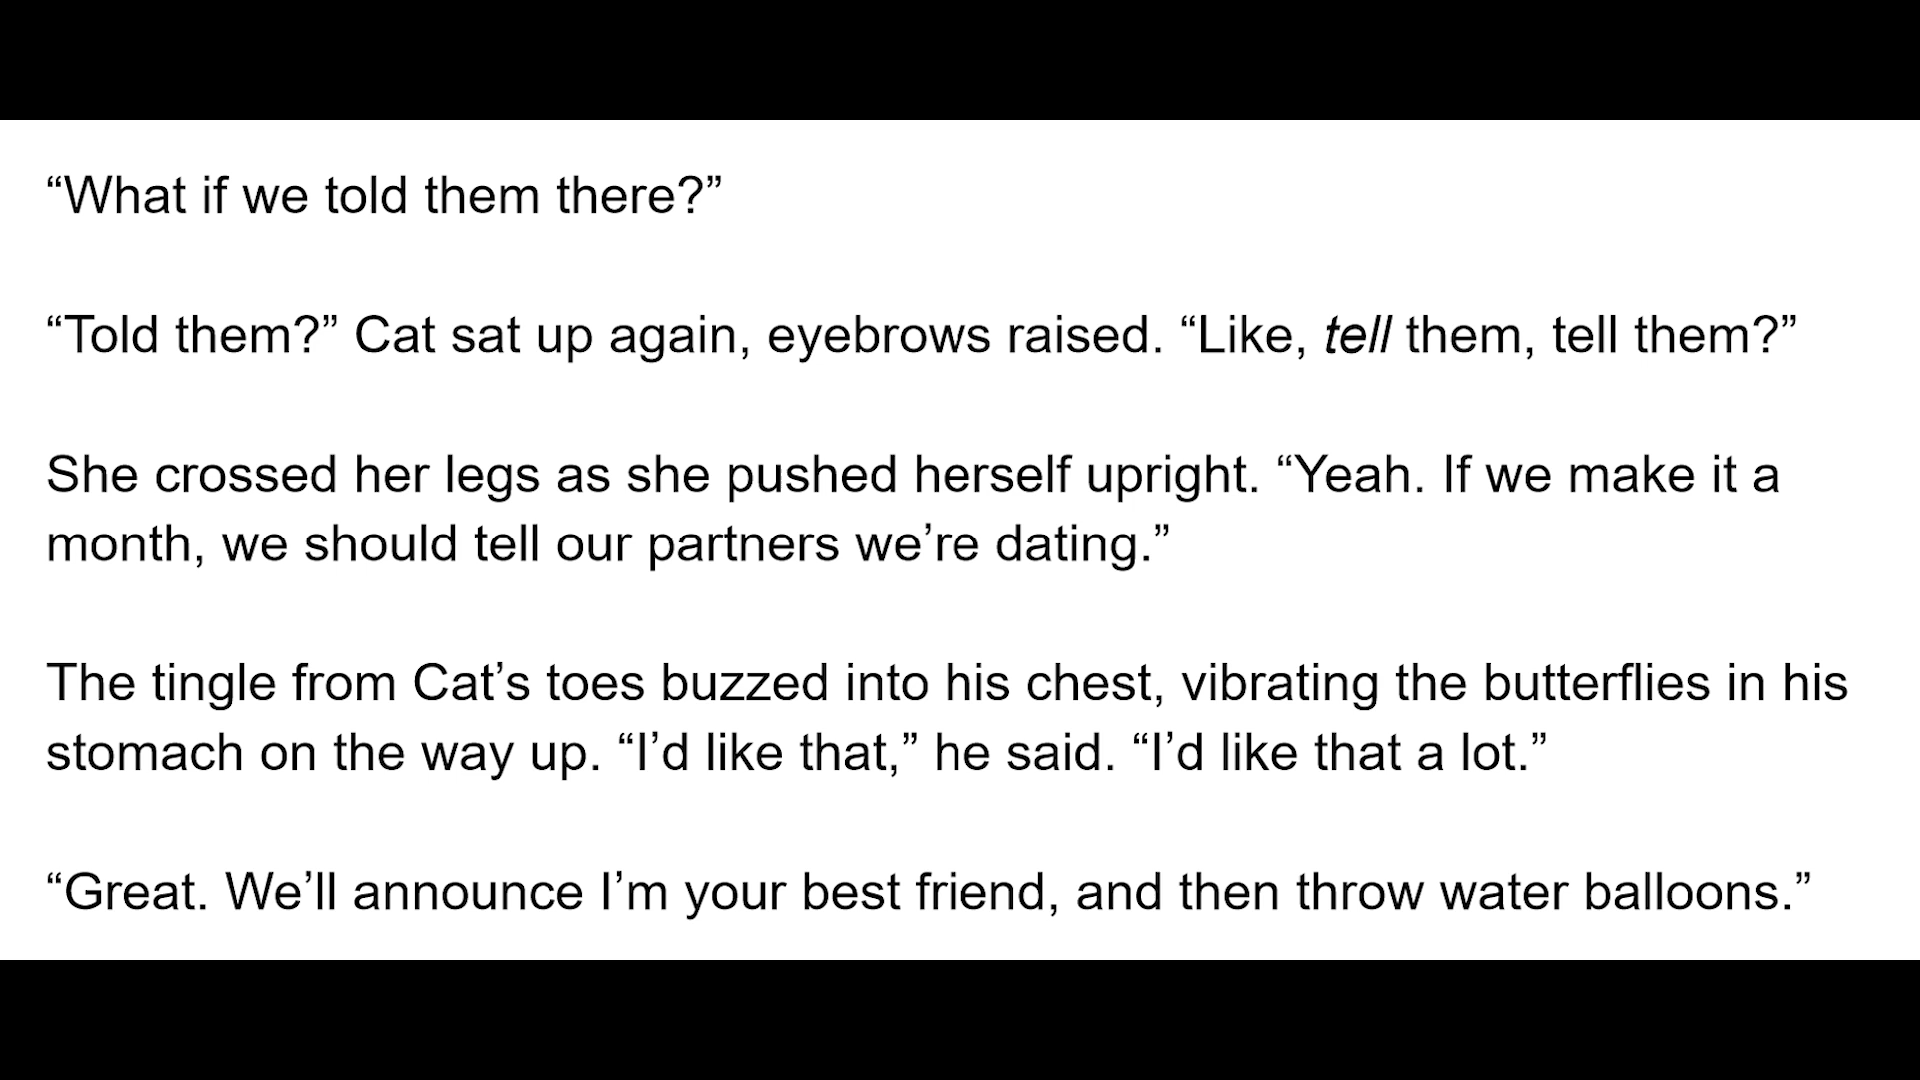 “What if we told them there?”
“Told them?” Cat sat up again, eyebrows raised. “Like, tell them, tell them?”
She crossed her legs as she pushed herself upright. “Yeah. If we make it a
month, we should tell our partners we’re dating.”
The tingle from Cat’s toes buzzed into his chest, vibrating the butterflies in his
stomach on the way up. “I’d like that,” he said. “I’d like that a lot.”
“Great. We’ll announce I’m your best friend, and then throw water balloons.”